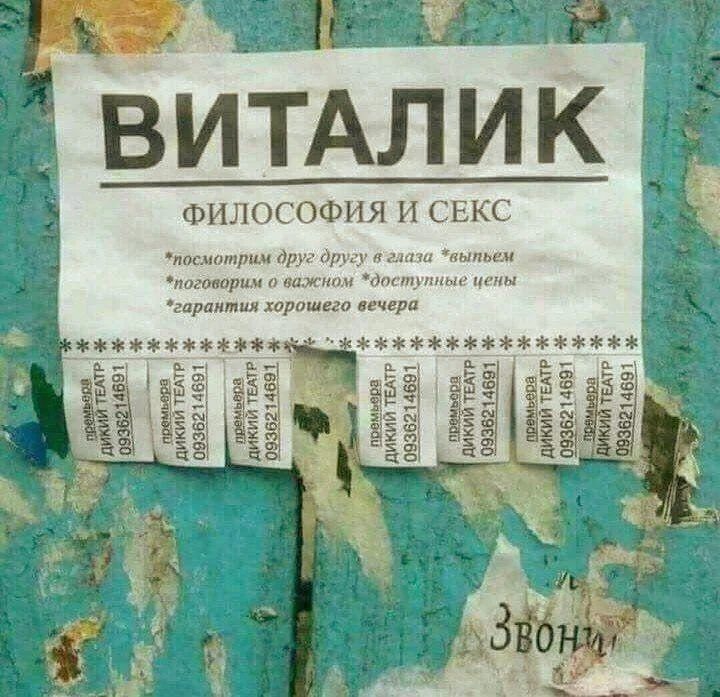 ВИТАЛИК
ФИЛОСОФИЯ И СЕКС
*посмотрим друг другу в глаза *выпьем
*поговорим о важном *доступные цены
*гарантия хорошего вечера
премьера
ДИКИЙ ТЕАТР
0936214691
премьера
ДИКИЙ ТЕАТР
0936214691
премьера
ДИКИЙ ТЕАТР
0936214691
премьера
ДИКИЙ ТЕАТР
0936214691
премьера
ДИКИЙ ТЕАТР
0936214691
премьера
ДИКИЙ ТЕАТР
0936214691
премьера
ДИКИЙ ТЕАТР
0936214691
Звони